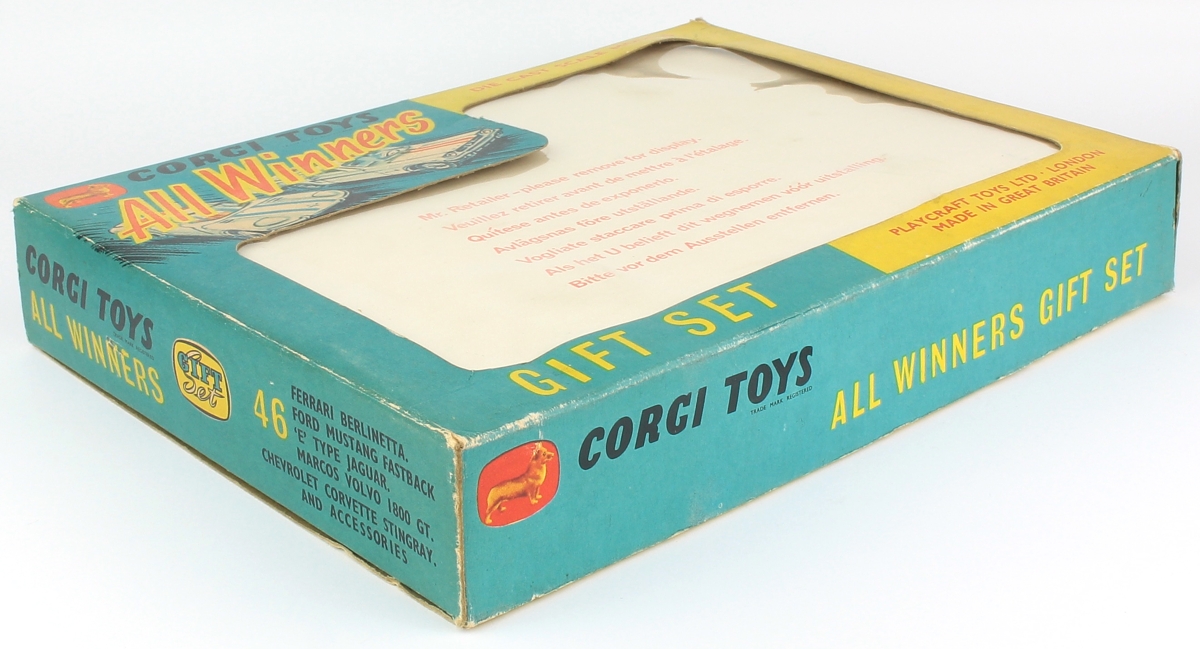 DIE CAST SCALE
CORGI TOYS
All Winners
Mr. Retailer-please remove for display.
Veuillez retirer avant de mettre à l'étalage.
Quítese antes de exponerlo.
Avlägsnas före utställande.
Vogliate staccare prima di esporre.
Als het U belieft dit wegnemen vóór uitstalling.
Bitte vor dem Ausstellen entfernen.
PLAYCRAFT TOYS LTD · LONDON
MADE IN GREAT BRITAIN
GIFT SET
CORGI TOYS
ALL WINNERS
GIFT
Set
46
FERRARI BERLINETTA.
FORD MUSTANG FASTBACK
'E' TYPE JAGUAR.
MARCOS VOLVO 1800 GT.
CHEVROLET CORVETTE STINGRAY.
AND ACCESSORIES
CORGI TOYS
TRADE MARK REGISTERED
ALL WINNERS GIFT SET